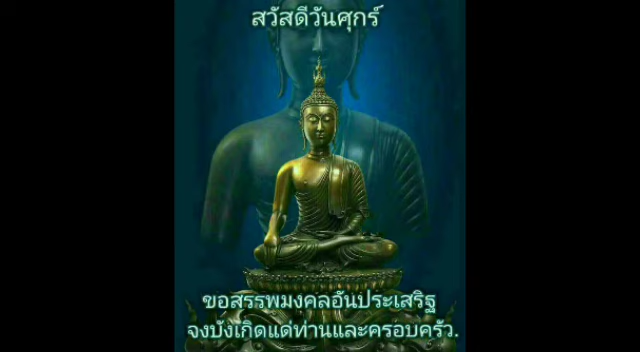 สวัสดีวันศุกร์
ขอสรรพมงคลอันประเสริฐ
จงบังเกิดแด่ท่านและครอบครัว.